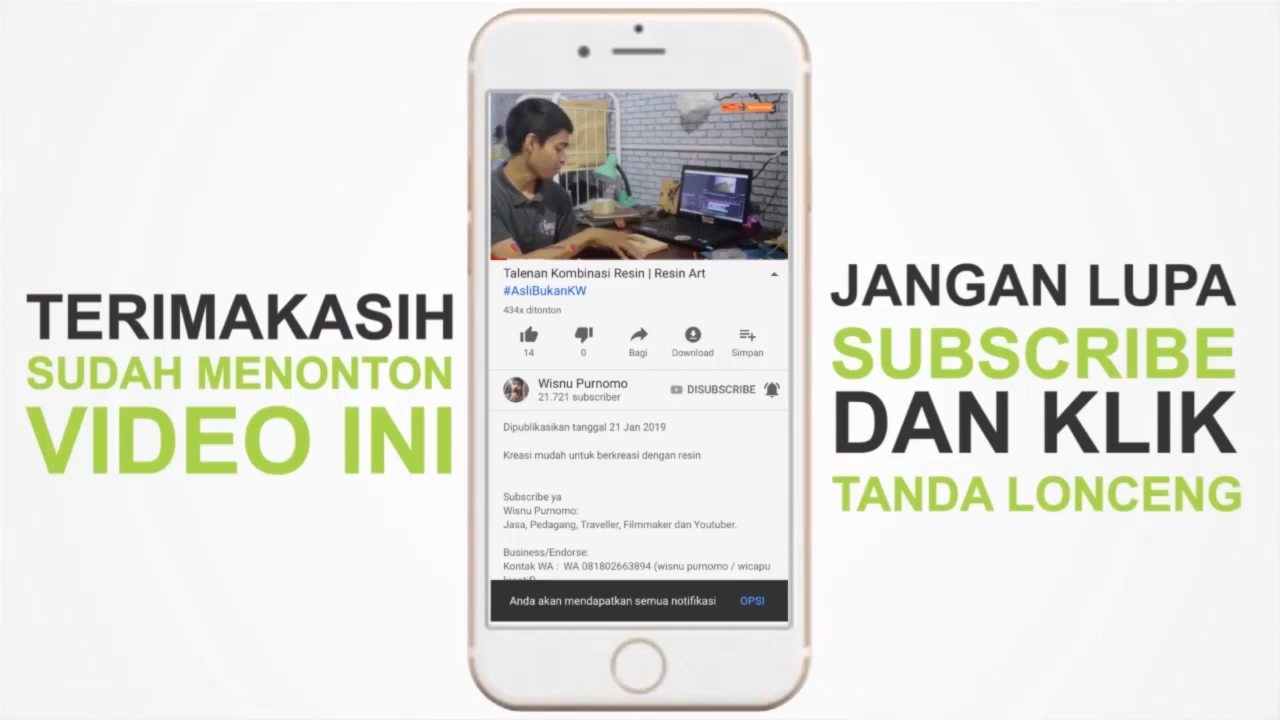 TERIMAKASIH
SUDAH MENONTON
VIDEO INI
Talenan Kombinasi Resin | Resin Art
#AsliBukanKW
434x ditonton
14
0
Bagi
Download
Simpan
Wisnu Purnomo
21.721 subscriber
DISUBSCRIBE
Dipublikasikan tanggal 21 Jan 2019
Kreasi mudah untuk berkreasi dengan resin
Subscribe ya
Wisnu Purnomo:
Jasa, Pedagang, Traveller, Filmmaker dan Youtuber.
Business/Endorse:
Kontak WA : WA 081802663894 (wisnu purnomo / wicapu
Anda akan mendapatkan semua notifikasi
OPSI
JANGAN LUPA
SUBSCRIBE
DAN KLIK
TANDA LONCENG